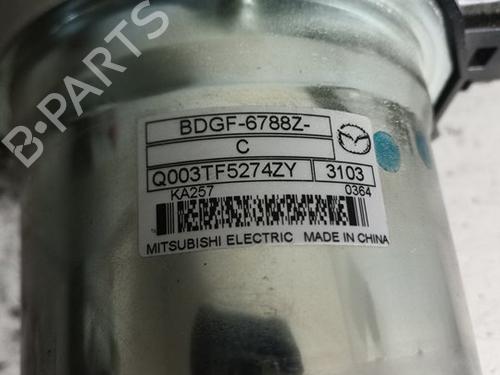 BDGF-6788Z-
C
Q003TF5274ZY 3103
KA257 0364
MITSUBISHI ELECTRIC MADE IN CHINA
B-PARTS